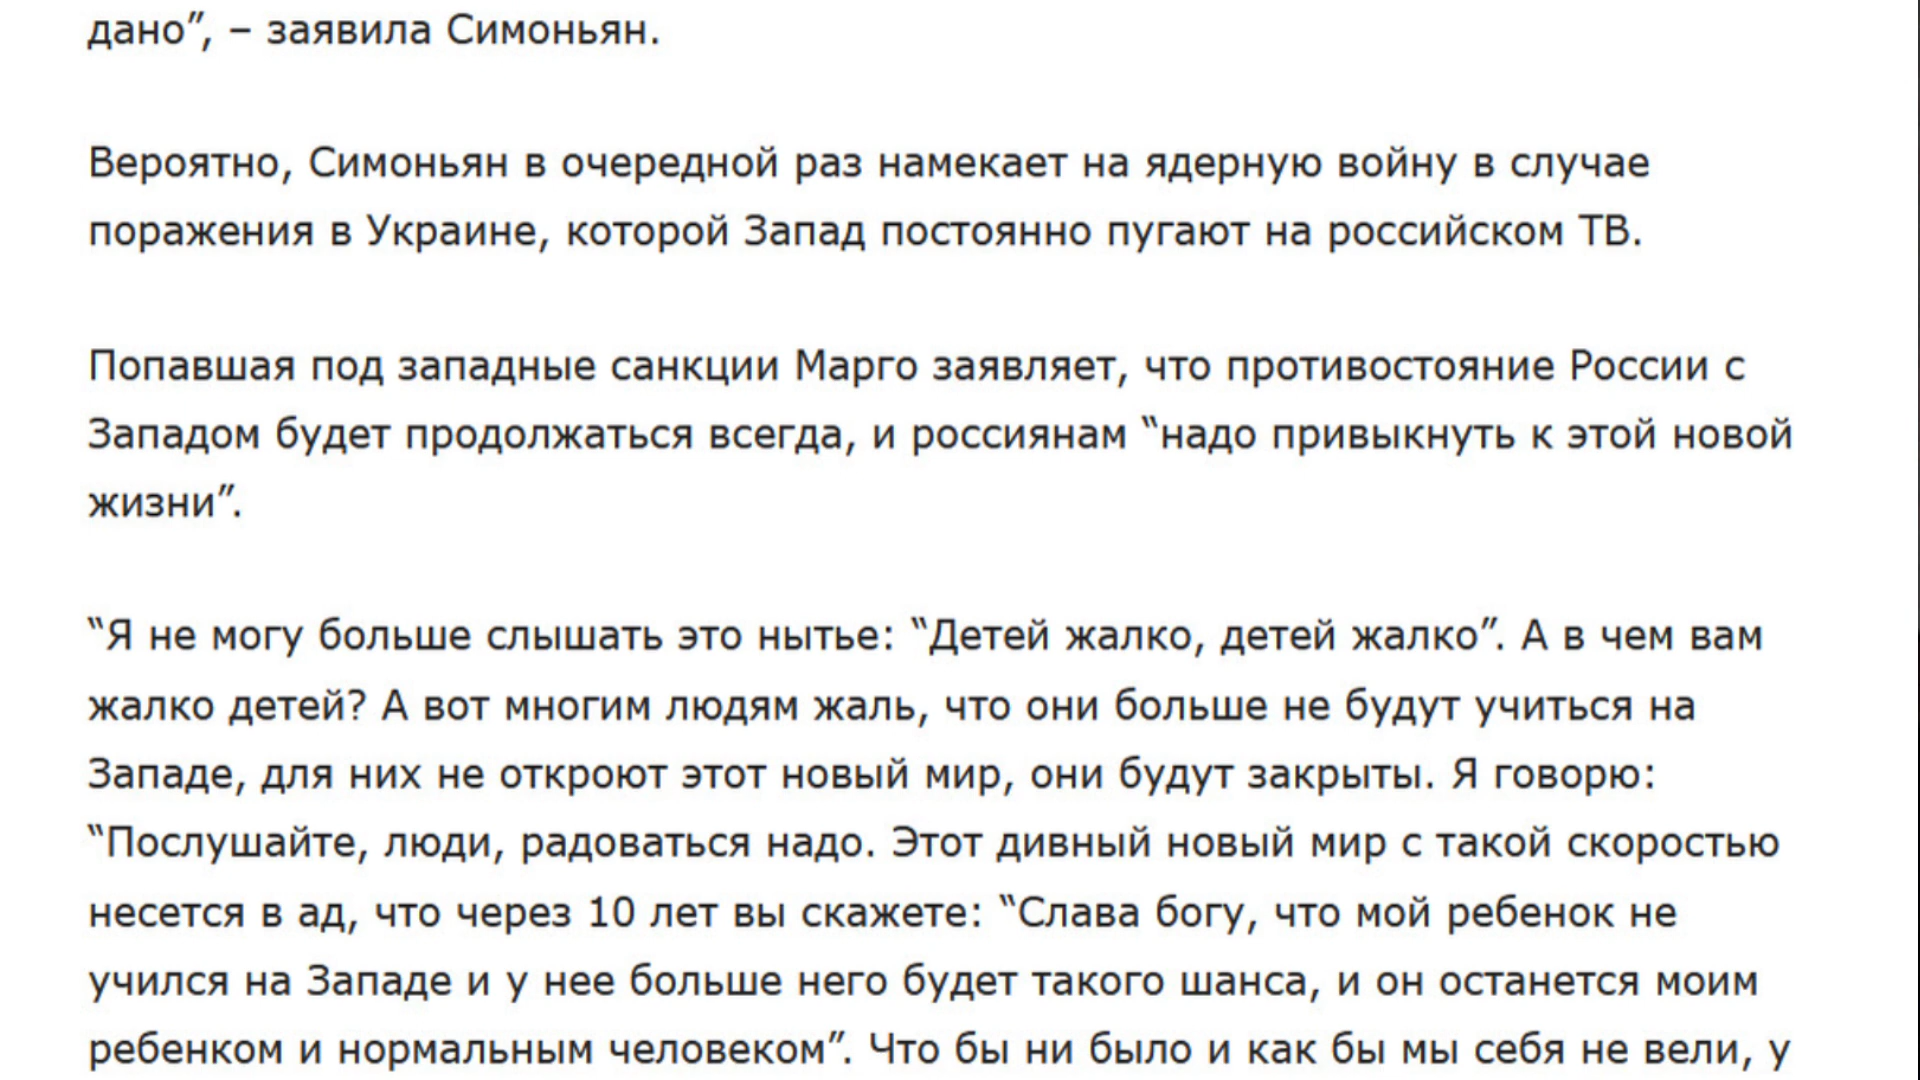 дано”, – заявила Симоньян.
Вероятно, Симоньян в очередной раз намекает на ядерную войну в случае
поражения в Украине, которой Запад постоянно пугают на российском ТВ.
Попавшая под западные санкции Марго заявляет, что противостояние России с
Западом будет продолжаться всегда, и россиянам “надо привыкнуть к этой новой
жизни”.
“Я не могу больше слышать это нытье: “Детей жалко, детей жалко”. А в чем вам
жалко детей? А вот многим людям жаль, что они больше не будут учиться на
Западе, для них не откроют этот новый мир, они будут закрыты. Я говорю:
“Послушайте, люди, радоваться надо. Этот дивный новый мир с такой скоростью
несется в ад, что через 10 лет вы скажете: “Слава богу, что мой ребенок не
учился на Западе и у нее больше него будет такого шанса, и он останется моим
ребенком и нормальным человеком”. Что бы ни было и как бы мы себя не вели, у